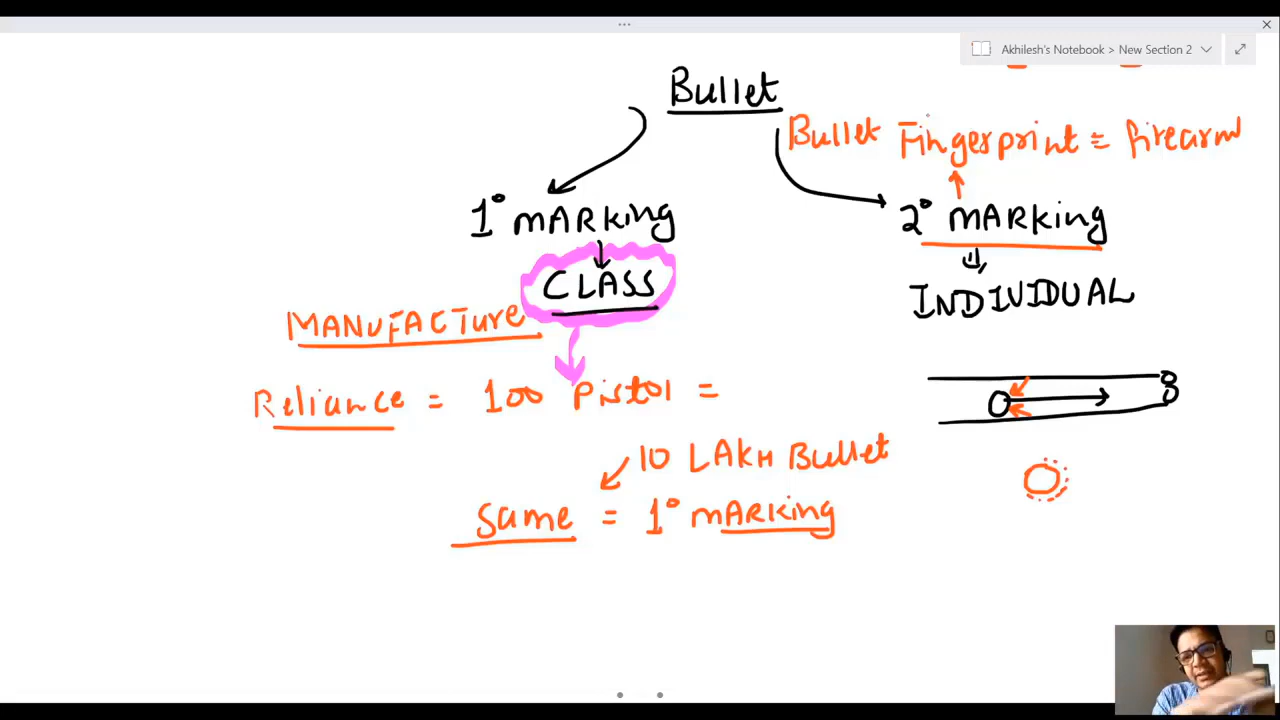 Akhilesh's Notebook > New Section 2
Bullet
Bullet Fingerprint = firearm
1° MARKing
2° MARKing
CLASS
INDIVIDUAL
MANUFACTure
Reliance = 100 Pistol =
10 LAKH Bullet
Same = 1° MARKing